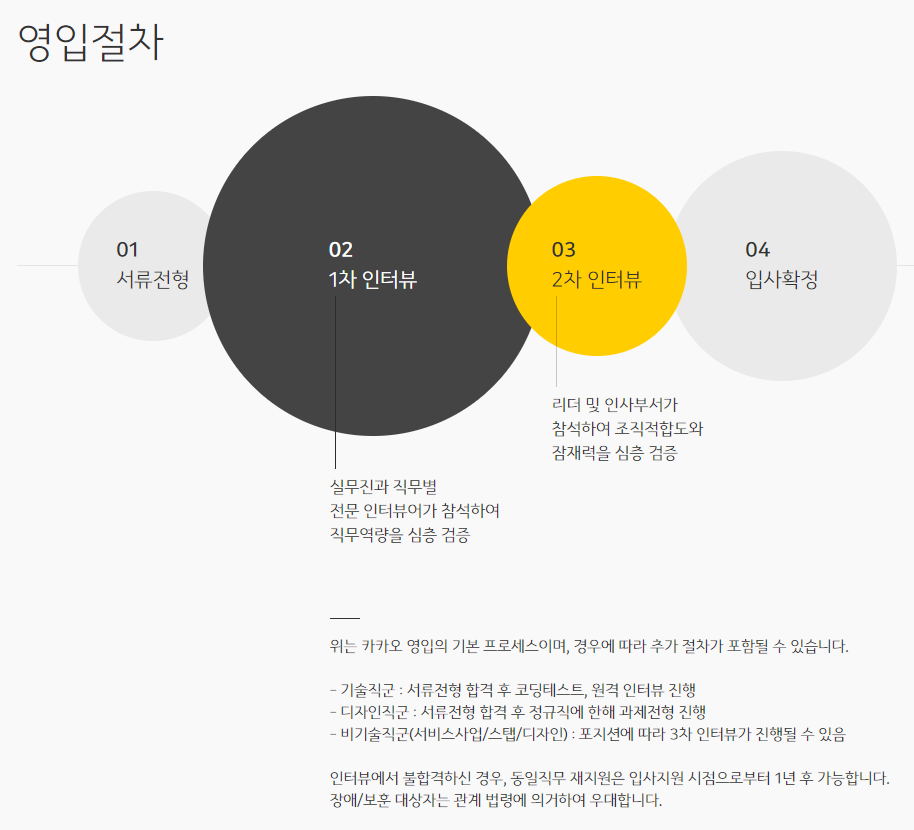 영입절차
01
서류전형
02
1차 인터뷰
03
2차 인터뷰
04
입사확정
리더 및 인사부서가
참석하여 조직적합도와
잠재력을 심층 검증
실무진과 직무별
전문 인터뷰어가 참석하여
직무역량을 심층 검증
위는 카카오 영입의 기본 프로세스이며, 경우에 따라 추가 절차가 포함될 수 있습니다.
- 기술직군 : 서류전형 합격 후 코딩테스트, 원격 인터뷰 진행
- 디자인직군 : 서류전형 합격 후 정규직에 한해 과제전형 진행
- 비기술직군(서비스사업/스탭/디자인) : 포지션에 따라 3차 인터뷰가 진행될 수 있음
인터뷰에서 불합격하신 경우, 동일직무 재지원은 입사지원 시점으로부터 1년 후 가능합니다.
장애/보훈 대상자는 관계 법령에 의거하여 우대합니다.